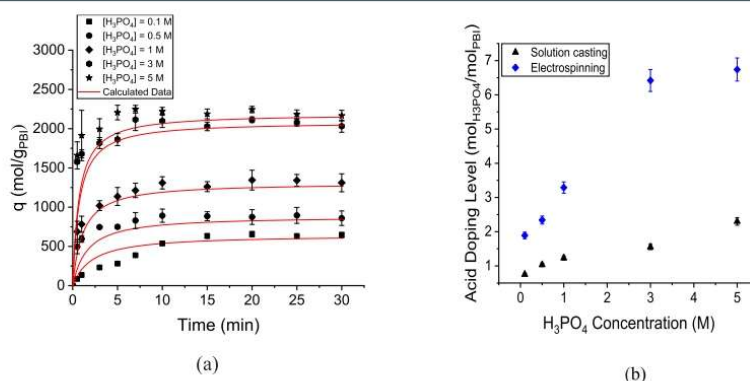 (a)
[H₃PO₄] = 0.1 M
[H₃PO₄] = 0.5 M
[H₃PO₄] = 1 M
[H₃PO₄] = 3 M
[H₃PO₄] = 5 M
Calculated Data
3000
2500
2000
1500
1000
500
0
q (mol/gPBI)
0 5 10 15 20 25 30
Time (min)
(a)
(b)
Solution casting
Electrospinning
7
6
5
4
3
2
1
Acid Doping Level (molH3PO4/molPBI)
0 1 2 3 4 5
H₃PO₄ Concentration (M)
(b)